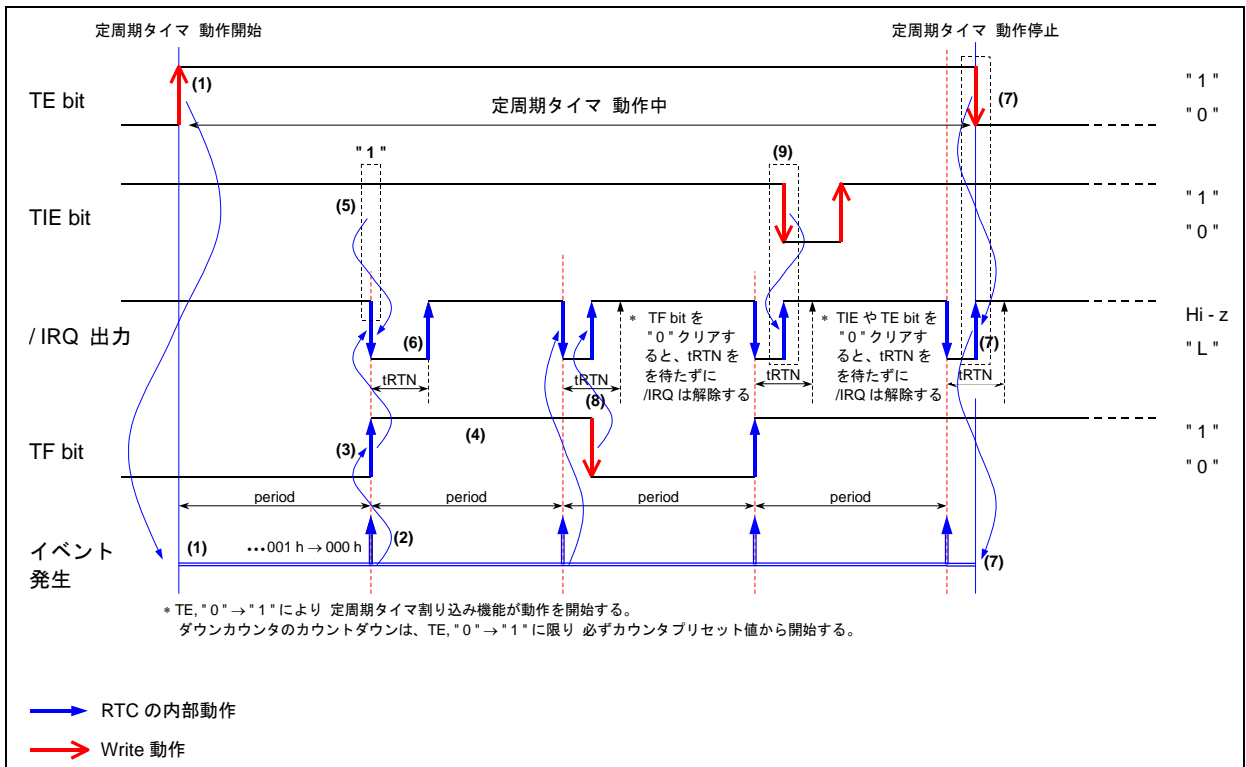 定周期タイマ 動作開始
定周期タイマ 動作停止
TE bit
(1)
定周期タイマ 動作中
(7)
" 1 "
" 0 "
" 1 "
(9)
TIE bit
(5)
" 1 "
" 0 "
/ IRQ 出力
(6)
tRTN
tRTN
(8)
* TF bit を
" 0 " クリアす
ると、tRTN を
を待たずに
/IRQ は解除する
tRTN
* TIE や TE bit を
" 0 " クリアす
ると、tRTN を
を待たずに
/IRQ は解除する
(7)
tRTN
Hi - z
" L "
TF bit
(3)
(4)
" 1 "
" 0 "
period
period
period
period
イベント
発生
(1)
•••001 h → 000 h
(2)
(7)
* TE, " 0 " → " 1 " により 定周期タイマ割り込み機能が動作を開始する。
ダウンカウンタのカウントダウンは、TE, " 0 " → " 1 " に限り 必ずカウンタプリセット値から開始する。
RTC の内部動作
Write 動作